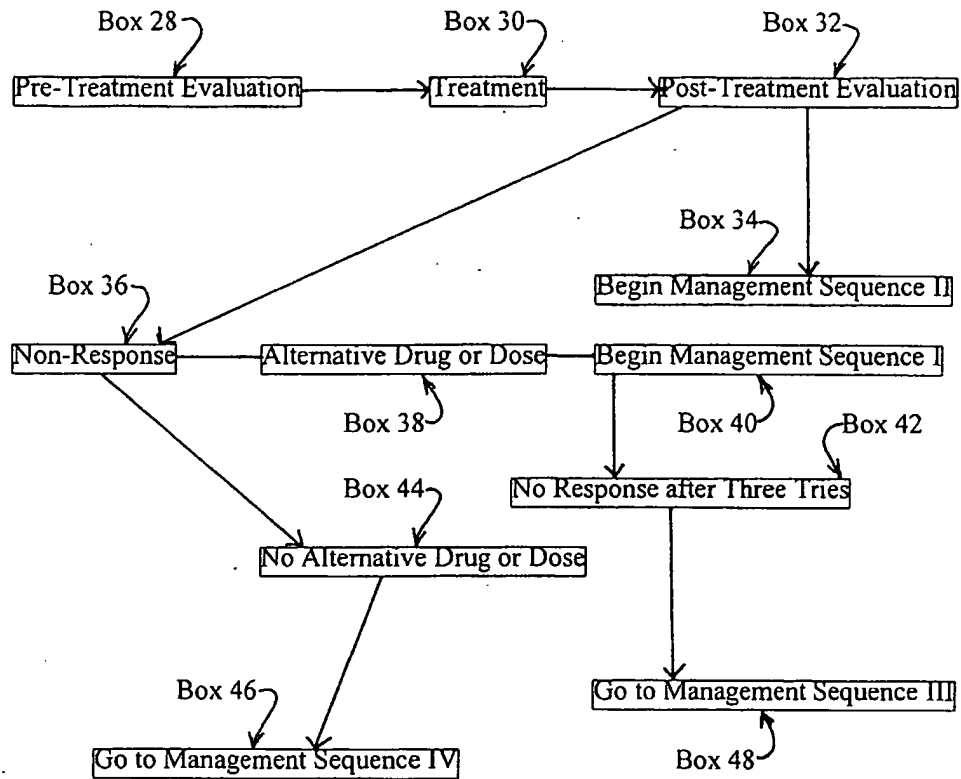 Box 28
Box 30
Box 32
Pre-Treatment Evaluation
Treatment
Post-Treatment Evaluation
Box 34
Begin Management Sequence II
Box 36
Non-Response
Alternative Drug or Dose
Begin Management Sequence I
Box 38
Box 40
Box 42
No Response after Three Tries
Box 44
No Alternative Drug or Dose
Box 46
Go to Management Sequence III
Go to Management Sequence IV
Box 48